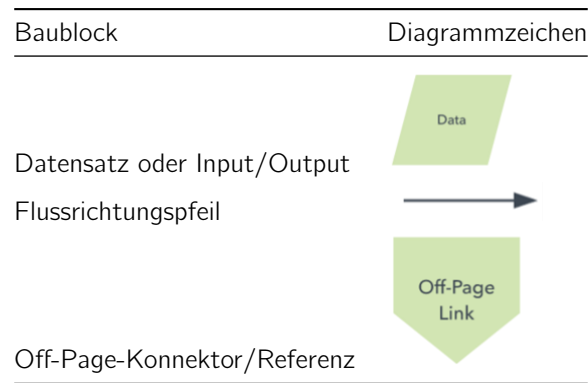 Baublock Diagrammzeichen
Data
Datensatz oder Input/Output
Flussrichtungspfeil
Off-Page
Link
Off-Page-Konnektor/Referenz